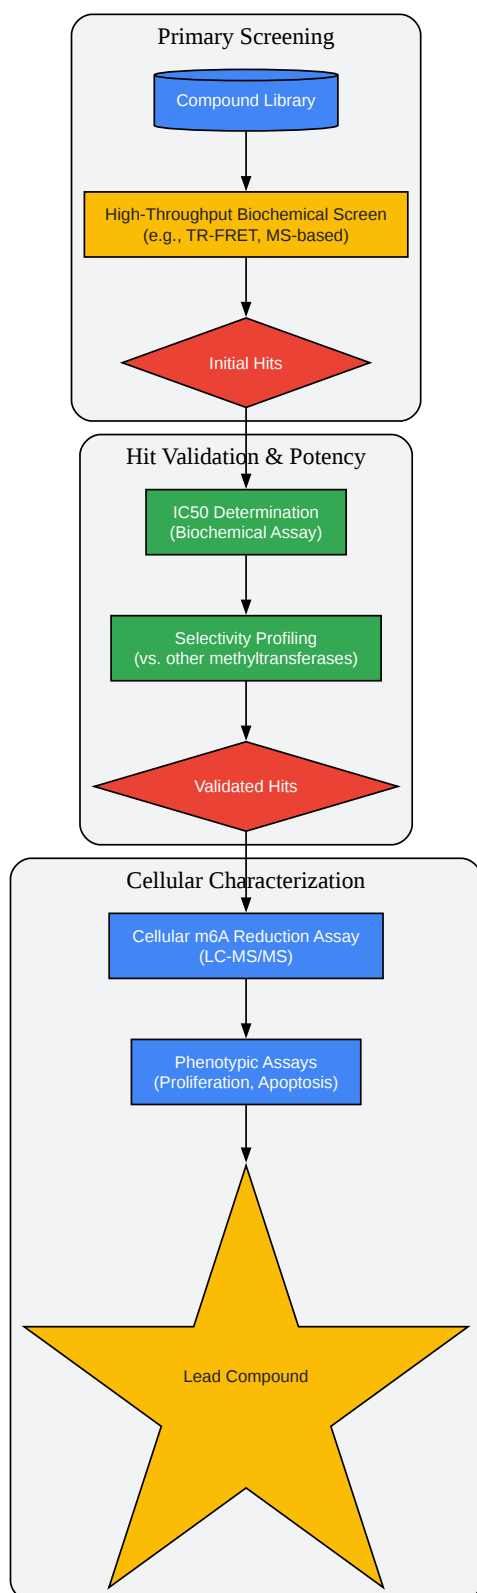 Primary Screening
Compound Library
High-Throughput Biochemical Screen
(e.g., TR-FRET, MS-based)
Initial Hits
Hit Validation & Potency
IC50 Determination
(Biochemical Assay)
Selectivity Profiling
(vs. other methyltransferases)
Validated Hits
Cellular Characterization
Cellular m6A Reduction Assay
(LC-MS/MS)
Phenotypic Assays
(Proliferation, Apoptosis)
Lead Compound